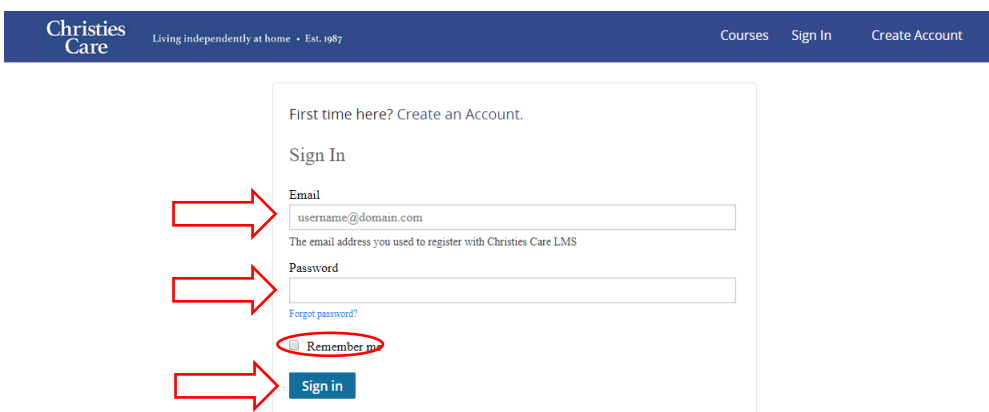 Christies
Care
Living independently at home • Est. 1987
Courses Sign In Create Account
First time here? Create an Account.
Sign In
Email
username@domain.com
The email address you used to register with Christies Care LMS
Password
Forgot password?
Remember me
Sign in